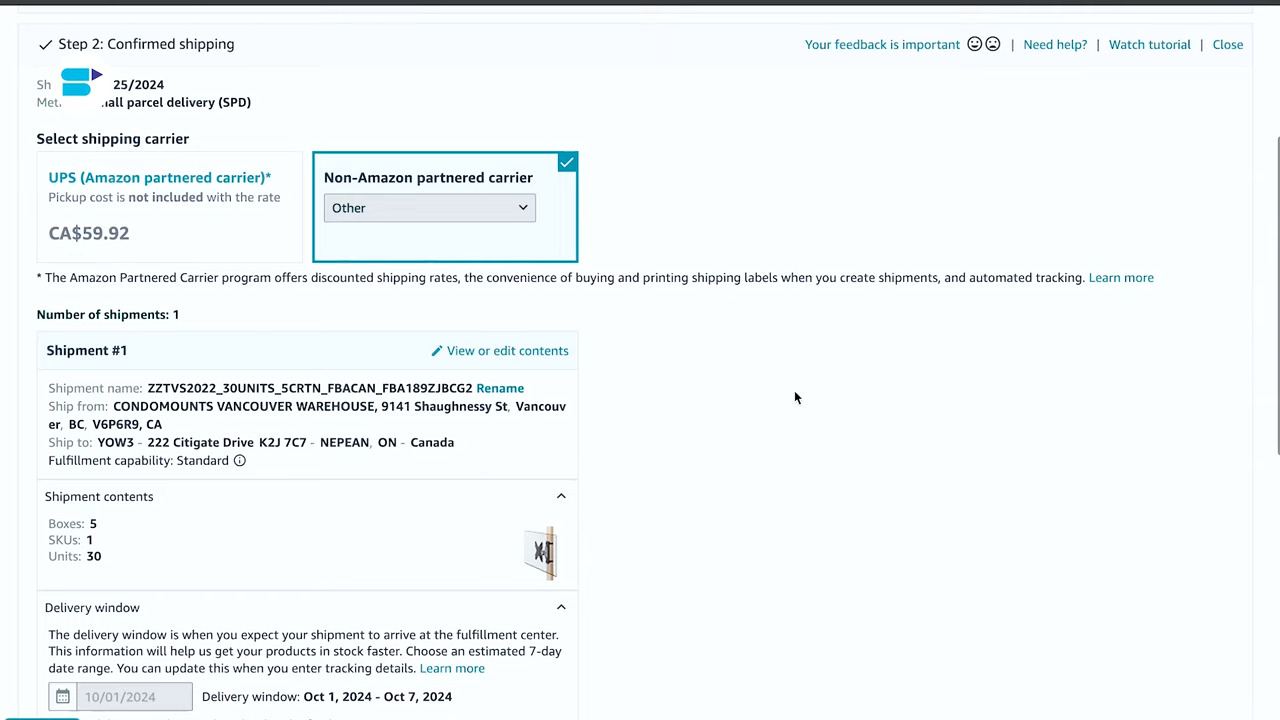 Step 2: Confirmed shipping
Your feedback is important | Need help? | Watch tutorial | Close
Sh 25/2024
Met all parcel delivery (SPD)
Select shipping carrier
UPS (Amazon partnered carrier)*
Pickup cost is not included with the rate
CA$59.92
Non-Amazon partnered carrier
Other
* The Amazon Partnered Carrier program offers discounted shipping rates, the convenience of buying and printing shipping labels when you create shipments, and automated tracking. Learn more
Number of shipments: 1
Shipment #1
View or edit contents
Shipment name: ZZTVS2022_30UNITS_5CRTN_FBACAN_FBA189ZJBCG2 Rename
Ship from: CONDOMOUNTS VANCOUVER WAREHOUSE, 9141 Shaughnessy St, Vancouv
er, BC, V6P6R9, CA
Ship to: YOW3 - 222 Citigate Drive K2J 7C7 - NEPEAN, ON - Canada
Fulfillment capability: Standard
Shipment contents
Boxes: 5
SKUs: 1
Units: 30
Delivery window
The delivery window is when you expect your shipment to arrive at the fulfillment center.
This information will help us get your products in stock faster. Choose an estimated 7-day
date range. You can update this when you enter tracking details. Learn more
10/01/2024
Delivery window: Oct 1, 2024 - Oct 7, 2024